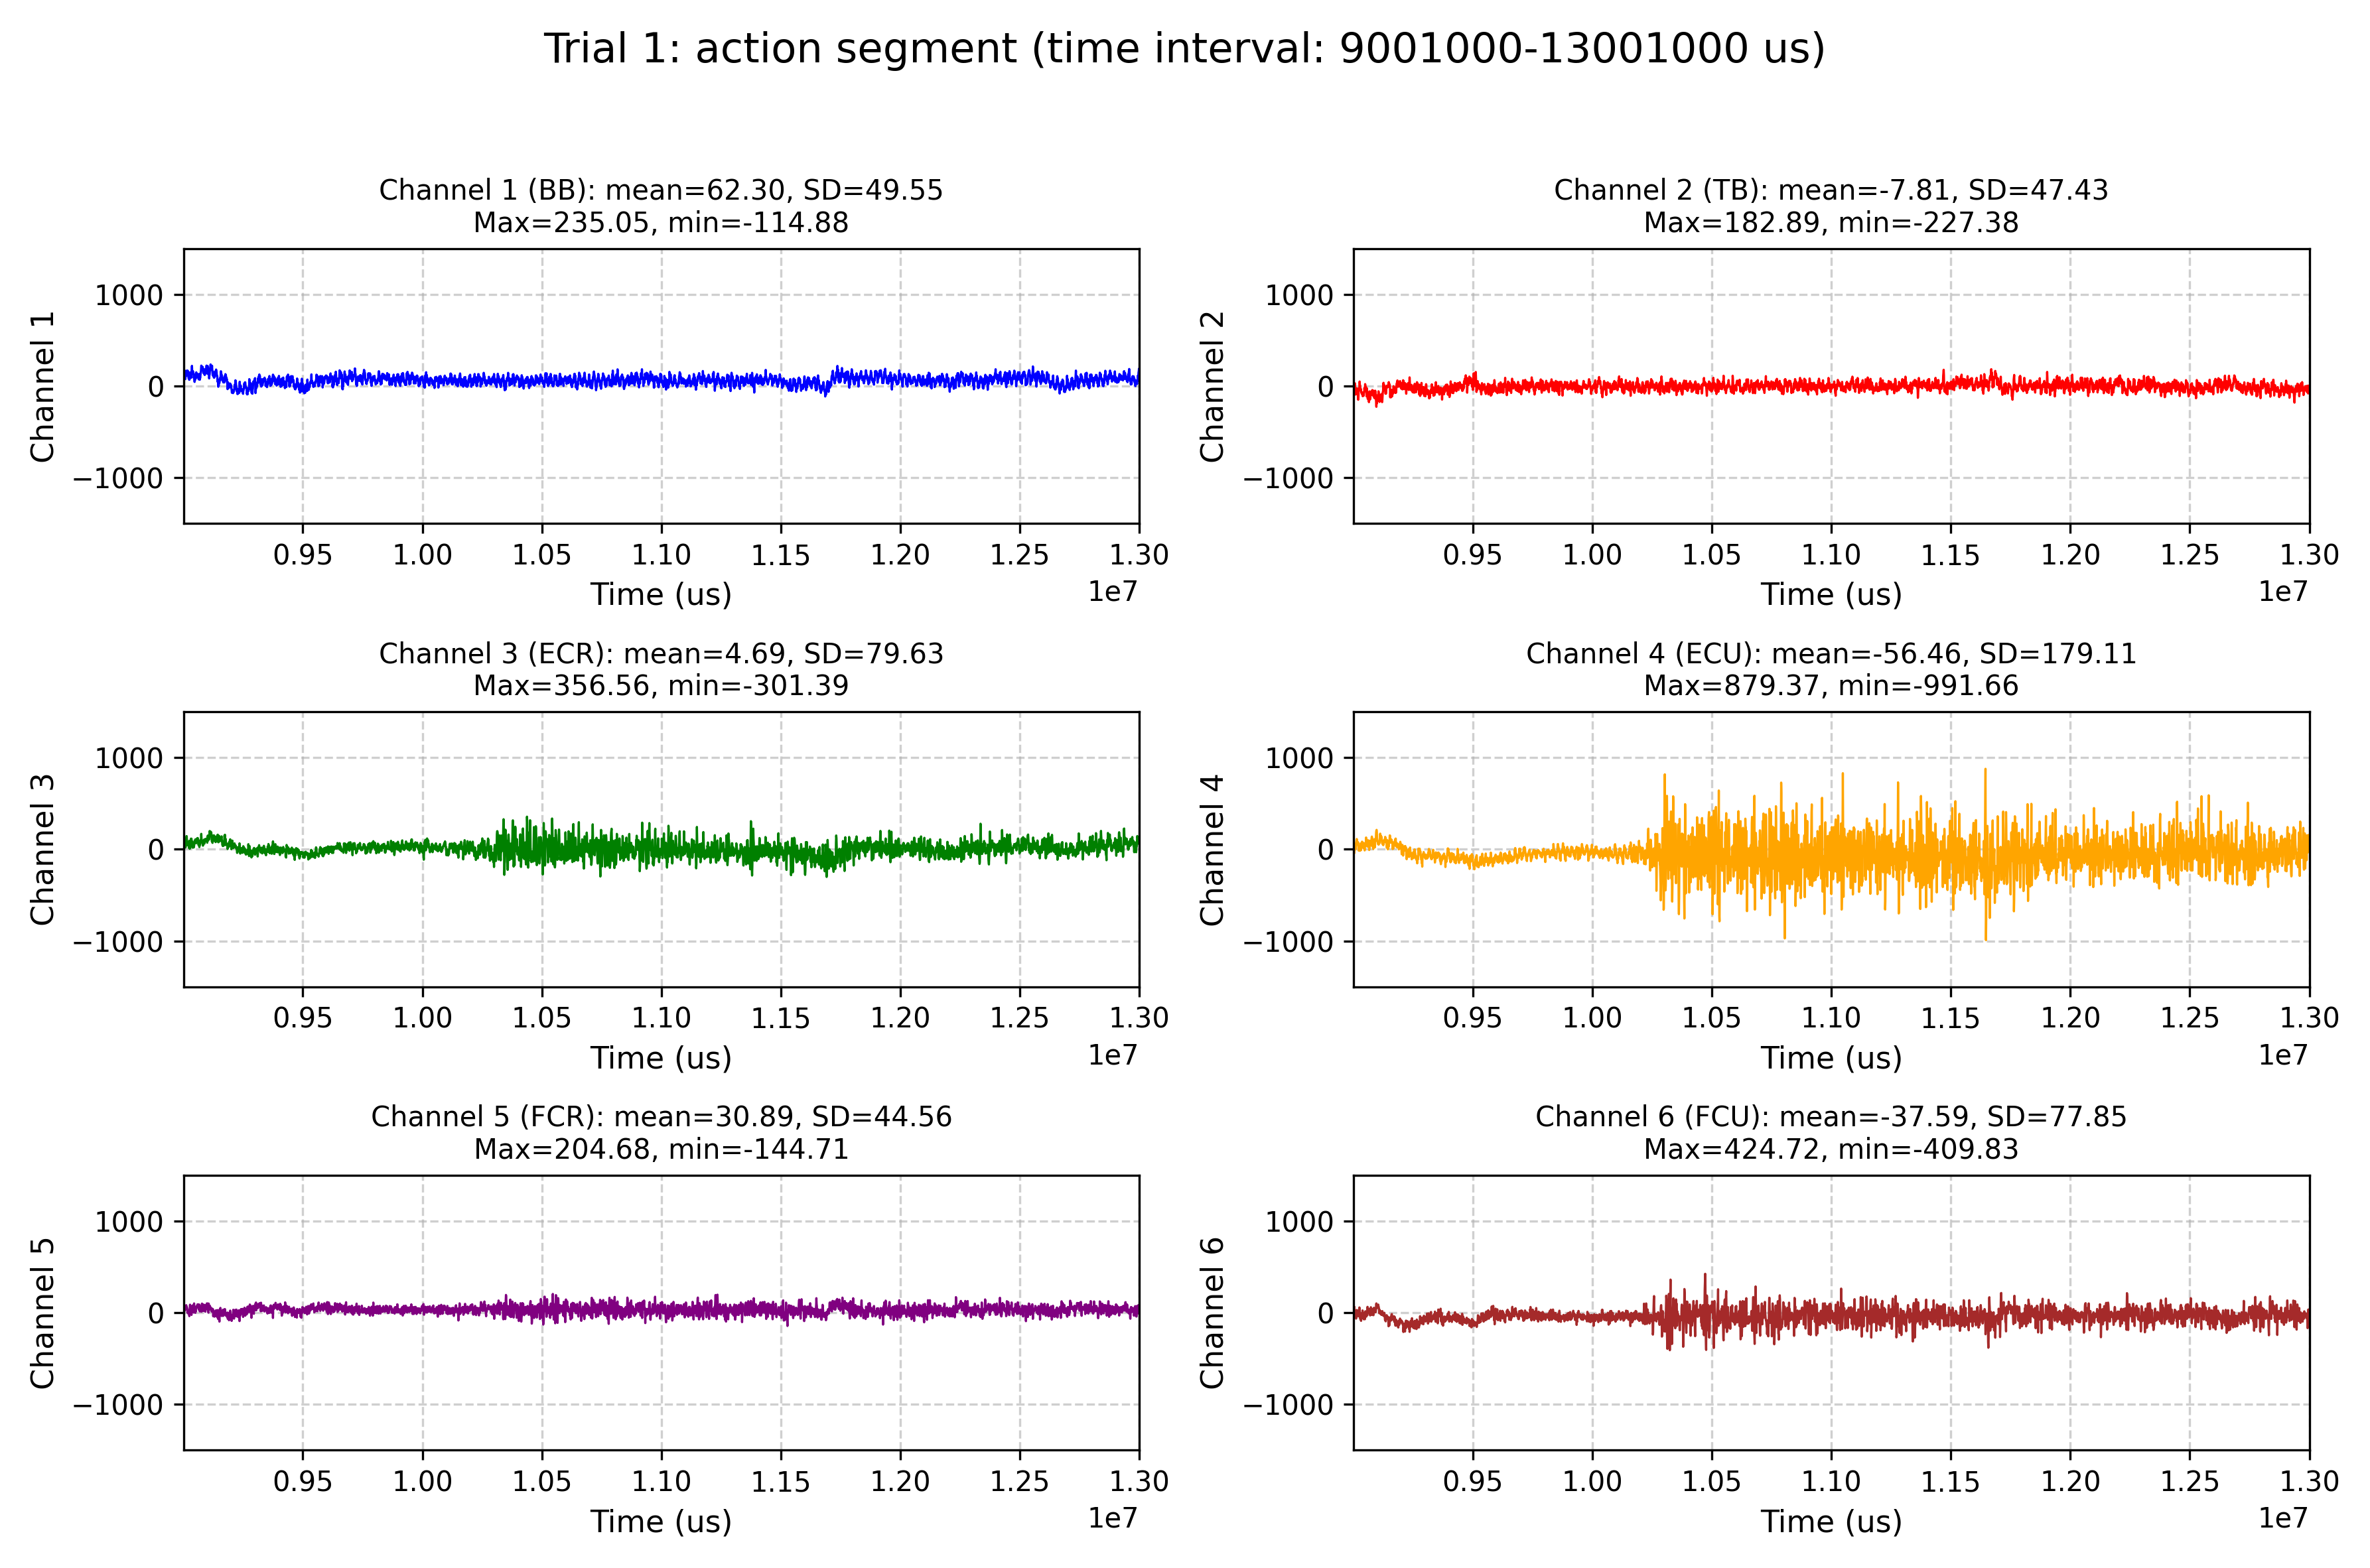 Trial 1: action segment (time interval: 9001000-13001000 us)
Channel 1 (BB): mean=62.30, SD=49.55
Max=235.05, min=-114.88
Channel 1
1000
0
−1000
0.95 1.00 1.05 1.10 1.15 1.20 1.25 1.30
1e7
Time (us)
Channel 2 (TB): mean=-7.81, SD=47.43
Max=182.89, min=-227.38
Channel 2
1000
0
−1000
0.95 1.00 1.05 1.10 1.15 1.20 1.25 1.30
1e7
Time (us)
Channel 3 (ECR): mean=4.69, SD=79.63
Max=356.56, min=-301.39
Channel 3
1000
0
−1000
0.95 1.00 1.05 1.10 1.15 1.20 1.25 1.30
1e7
Time (us)
Channel 4 (ECU): mean=-56.46, SD=179.11
Max=879.37, min=-991.66
Channel 4
1000
0
−1000
0.95 1.00 1.05 1.10 1.15 1.20 1.25 1.30
1e7
Time (us)
Channel 5 (FCR): mean=30.89, SD=44.56
Max=204.68, min=-144.71
Channel 5
1000
0
−1000
0.95 1.00 1.05 1.10 1.15 1.20 1.25 1.30
1e7
Time (us)
Channel 6 (FCU): mean=-37.59, SD=77.85
Max=424.72, min=-409.83
Channel 6
1000
0
−1000
0.95 1.00 1.05 1.10 1.15 1.20 1.25 1.30
1e7
Time (us)